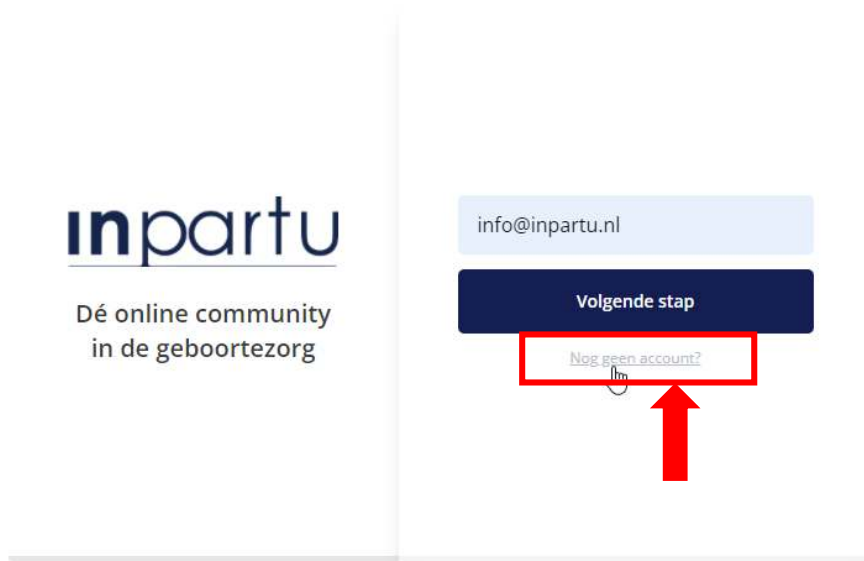 inpartu
Dé online community
in de geboortezorg
info@inpartu.nl
Volgende stap
Nog geen account?